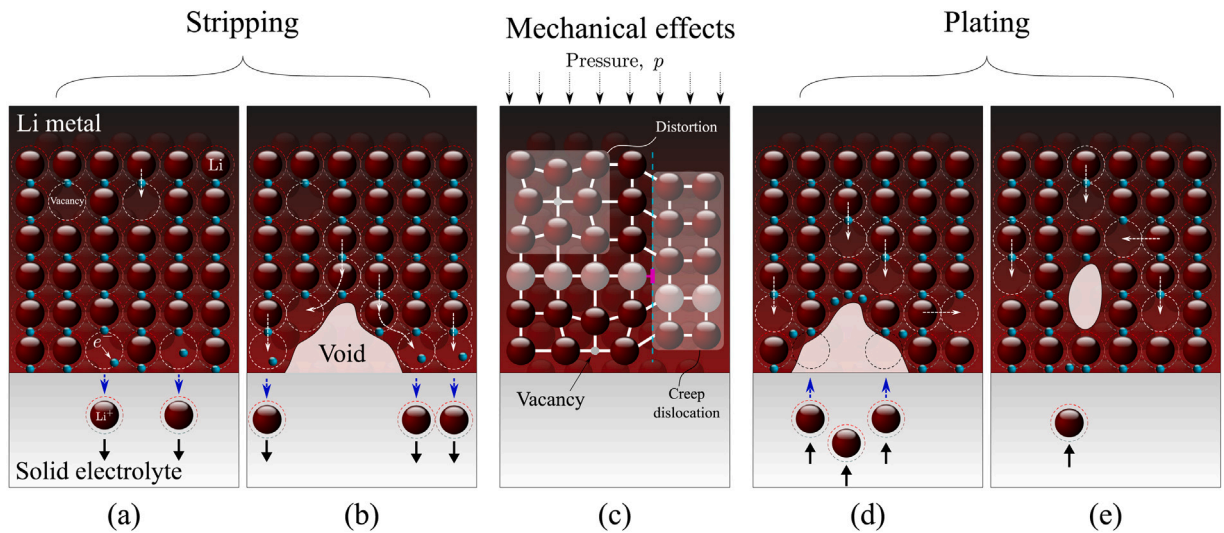 Stripping
Mechanical effects
Plating
Pressure, p
Li metal
Li
Vacancy
e−
Li+
Solid electrolyte
Void
Distortion
Vacancy
Creep
dislocation
(a)
(b)
(c)
(d)
(e)